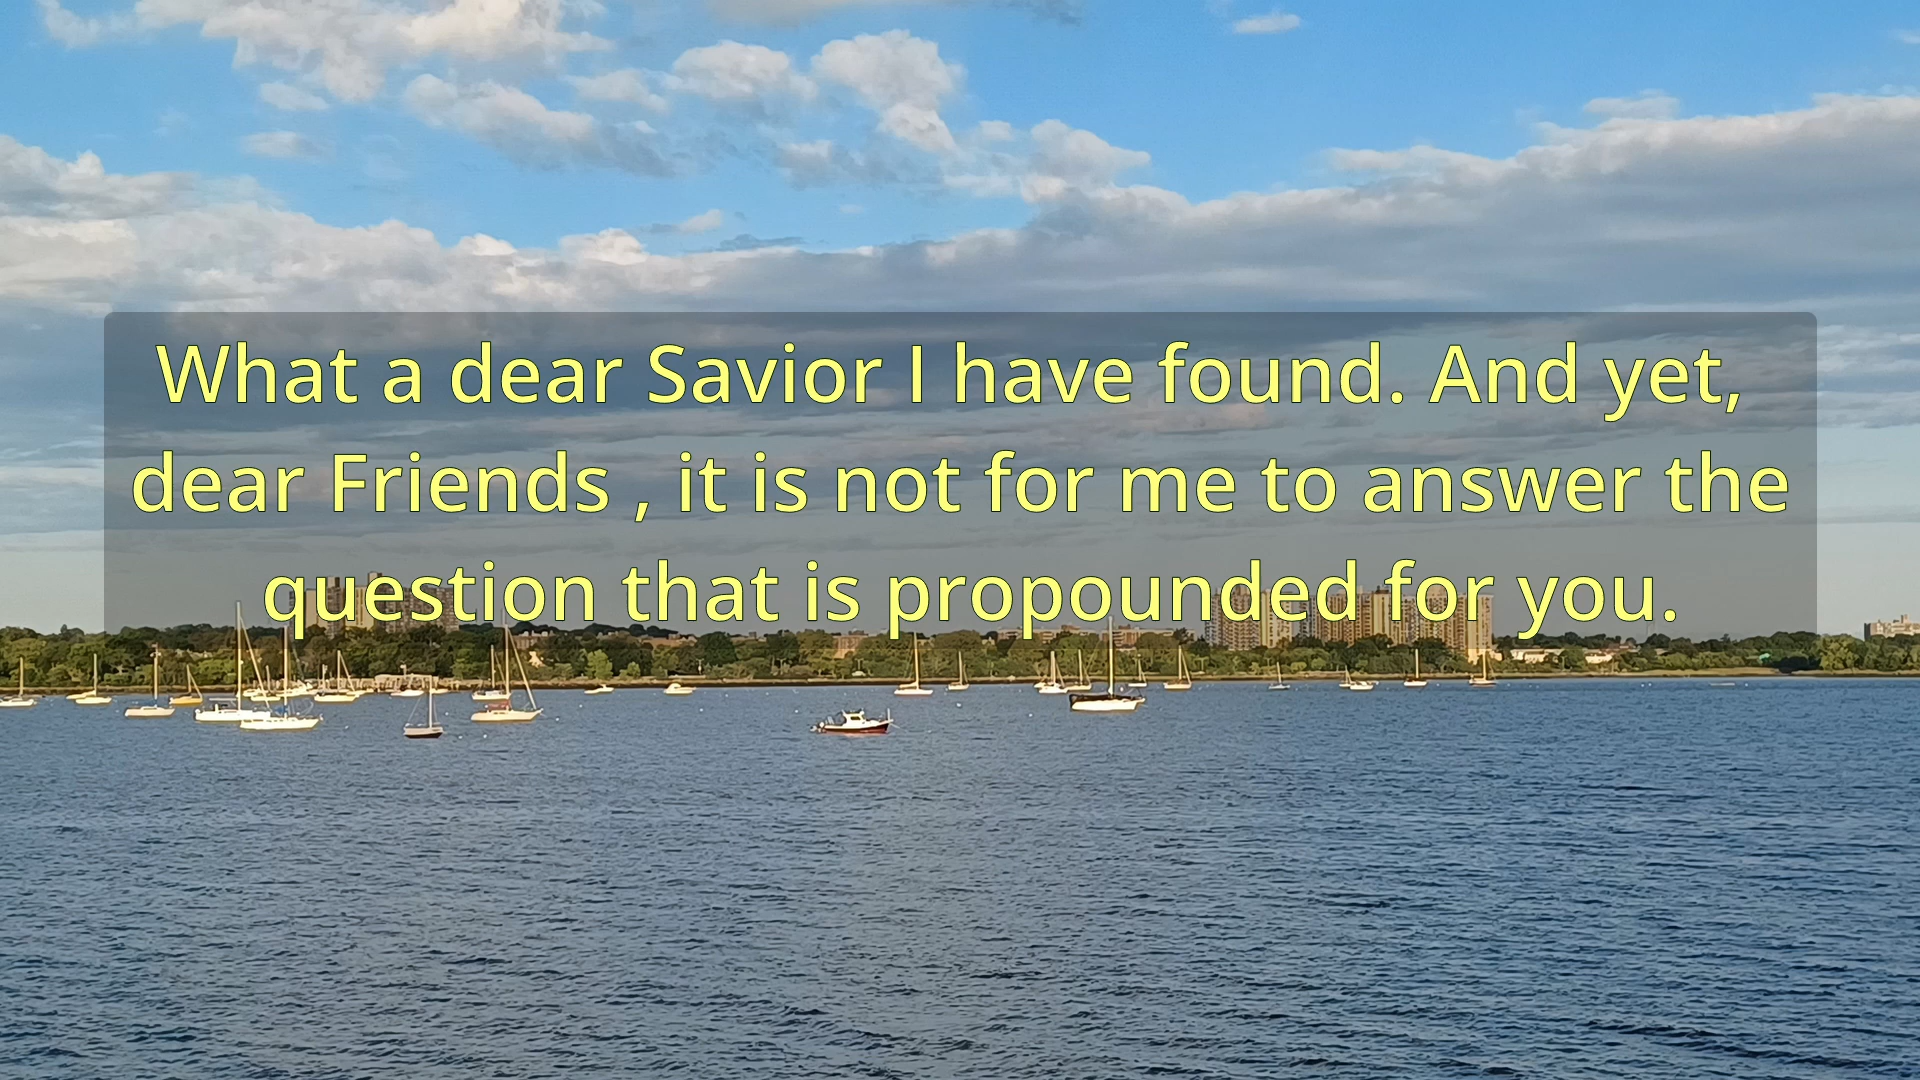 What a dear Savior I have found. And yet,
dear Friends , it is not for me to answer the
question that is propounded for you.